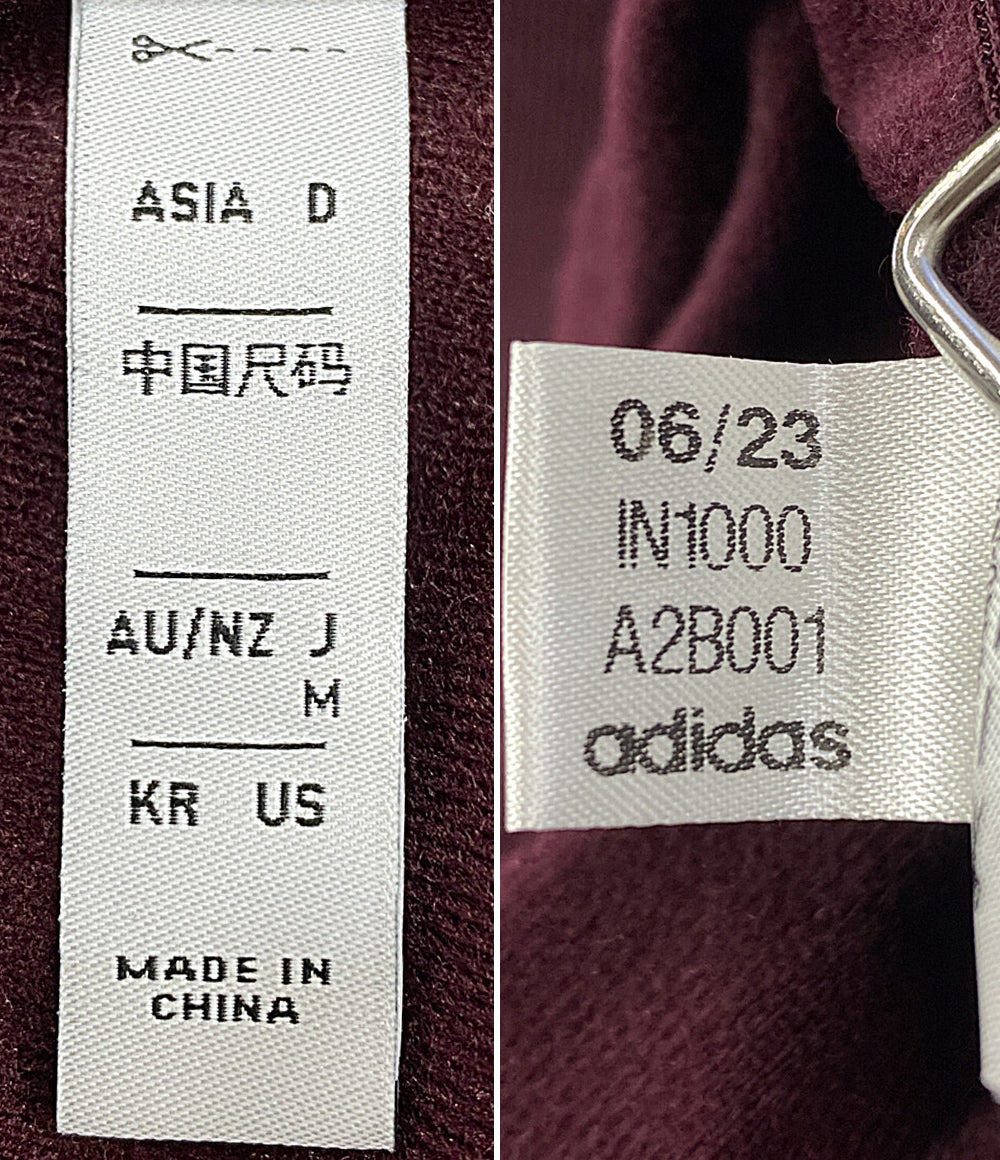 ASIA D
中国尺码
AU/NZ J
M
KR US
MADE IN
CHINA
06/23
IN1000
A2B001
adidas